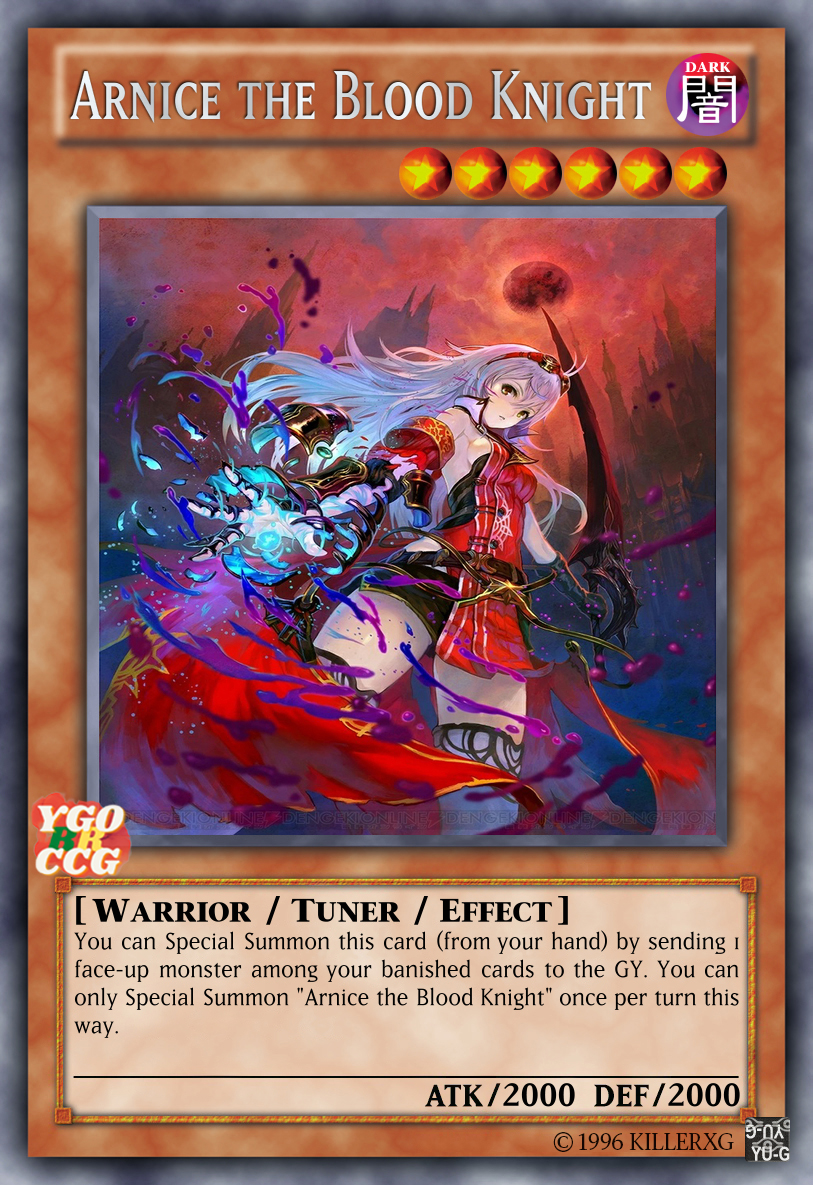 ARNICE THE BLOOD KNIGHT
DARK
闇
YGO
RR
CCG
[ WARRIOR / TUNER / EFFECT ]
You can Special Summon this card (from your hand) by sending 1
face-up monster among your banished cards to the GY. You can
only Special Summon "Arnice the Blood Knight" once per turn this
way.
ATK/2000 DEF/2000
© 1996 KILLERXG
YU-G